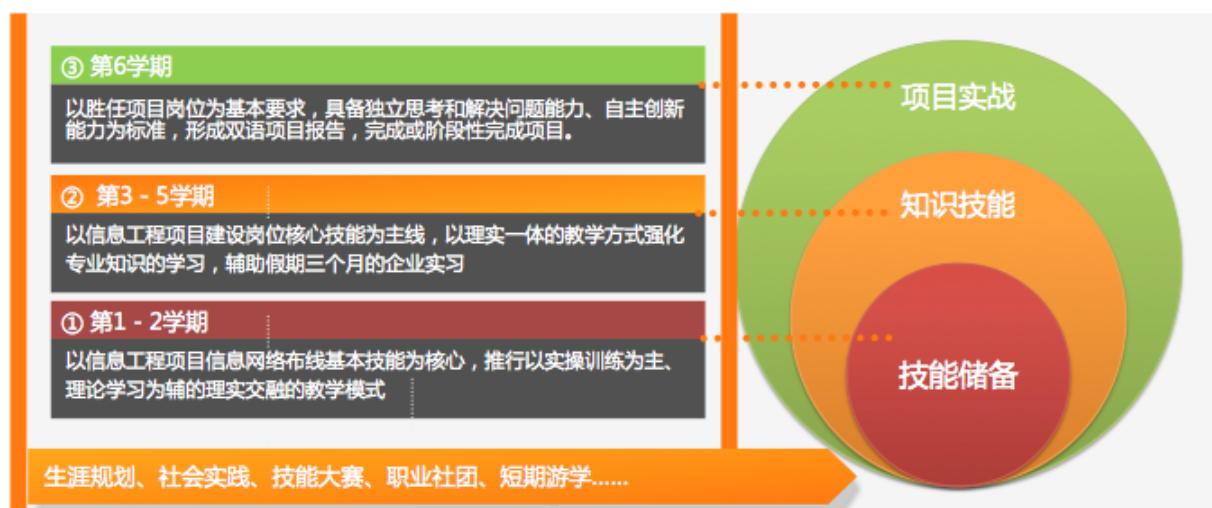 ③ 第6学期
以胜任项目岗位为基本要求，具备独立思考和解决问题能力、自主创新
能力为标准，形成双语项目报告，完成或阶段性完成项目。
② 第3 - 5学期
以信息工程项目建设岗位核心技能为主线，以理实一体的教学方式强化
专业知识的学习，辅助假期三个月的企业实习
① 第1 - 2学期
以信息工程项目信息网络布线基本技能为核心，推行以实操训练为主、
理论学习为辅的理实交融的教学模式
生涯规划、社会实践、技能大赛、职业社团、短期游学......
项目实战
知识技能
技能储备